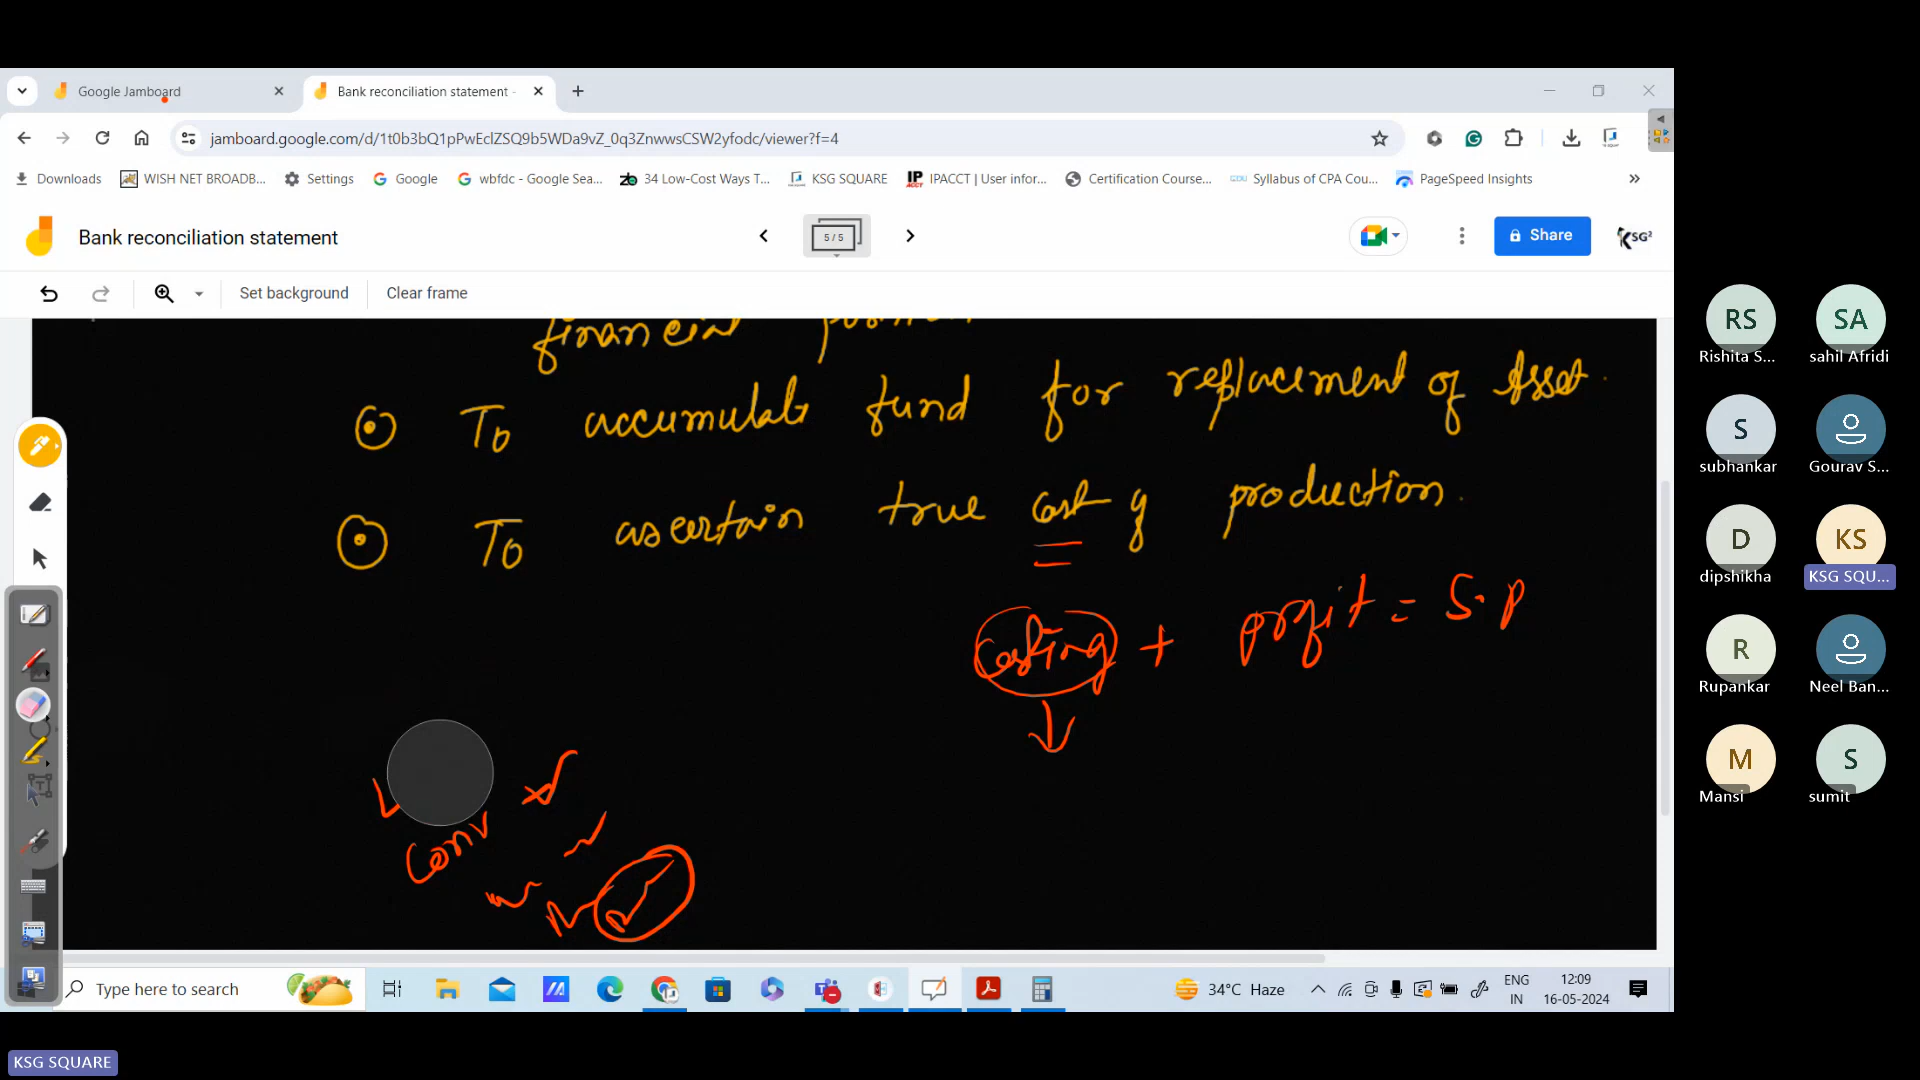 Google Jamboard
Bank reconciliation statement -
jamboard.google.com/d/1t0b3bQ1pPwEclZSQ9b5WDa9vZ_0q3ZnwwsCSW2yfodc/viewer?f=4
Downloads WISH NET BROADB... Settings Google wbfdc - Google Sea... 34 Low-Cost Ways T... KSG SQUARE IPACCT | User infor... Certification Course... Syllabus of CPA Cou... PageSpeed Insights
Bank reconciliation statement
5 / 5
Share
KSG²
Set background Clear frame
financial
To accumulate fund for replacement of Asset.
To ascertain true cost of production.
Costing + profit = S.P
Conv
RS
Rishita S...
SA
sahil Afridi
S
subhankar
Gourav S...
D
dipshikha
KS
KSG SQU...
R
Rupankar
Neel Ban...
M
Mansi
S
sumit
Type here to search
34°C Haze
ENG
IN
12:09
16-05-2024
KSG SQUARE